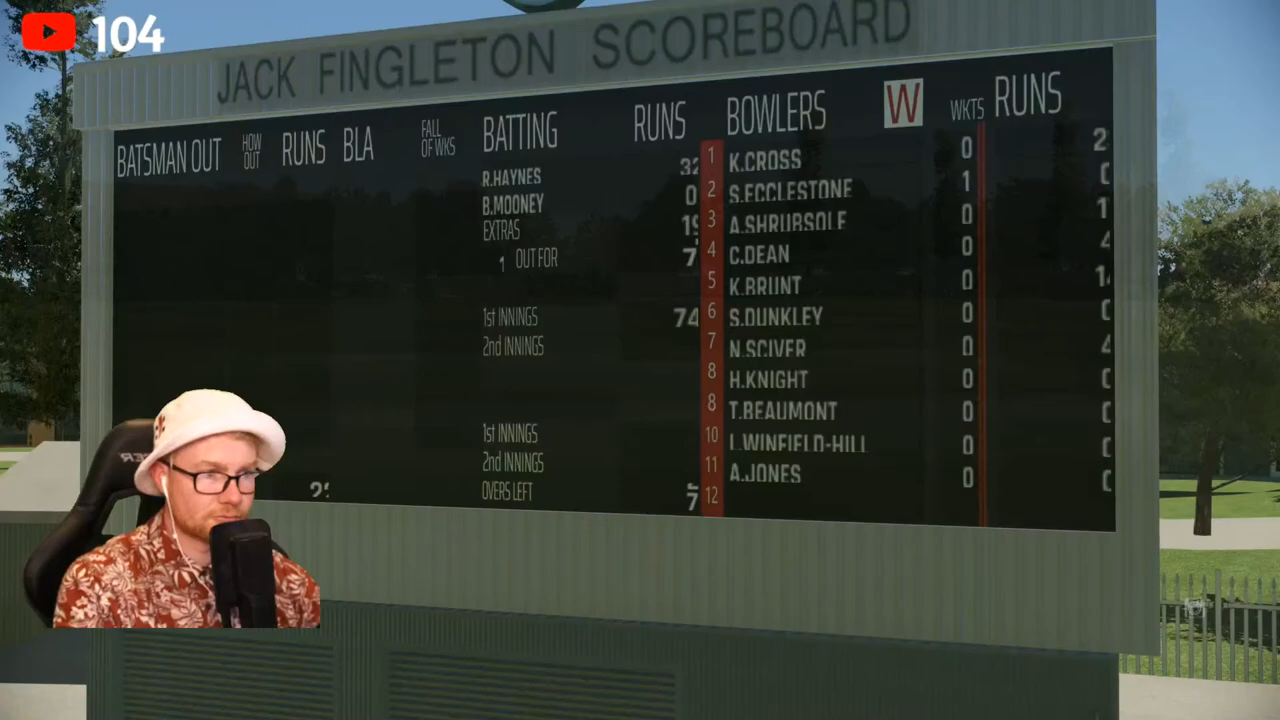 104
JACK FINGLETON SCOREBOARD
BATSMAN OUT HOW OUT RUNS BLA FALL OF WKS BATTING RUNS BOWLERS W WKTS RUNS
R.HAYNES 32 1 K.CROSS 0
B.MOONEY 0 2 S.ECCLESTONE 1
EXTRAS 19 3 A.SHRUBSOLE 0
1 OUT FOR 7 4 C.DEAN 0
5 K.BRUNT 0
1st INNINGS 74 6 S.DUNKLEY 0
2nd INNINGS 7 N.SCIVER 0
8 H.KNIGHT 0
8 T.BEAUMONT 0
1st INNINGS 10 L.WINFIELD-HILL 0
2nd INNINGS 11 A.JONES 0
OVERS LEFT 7 12